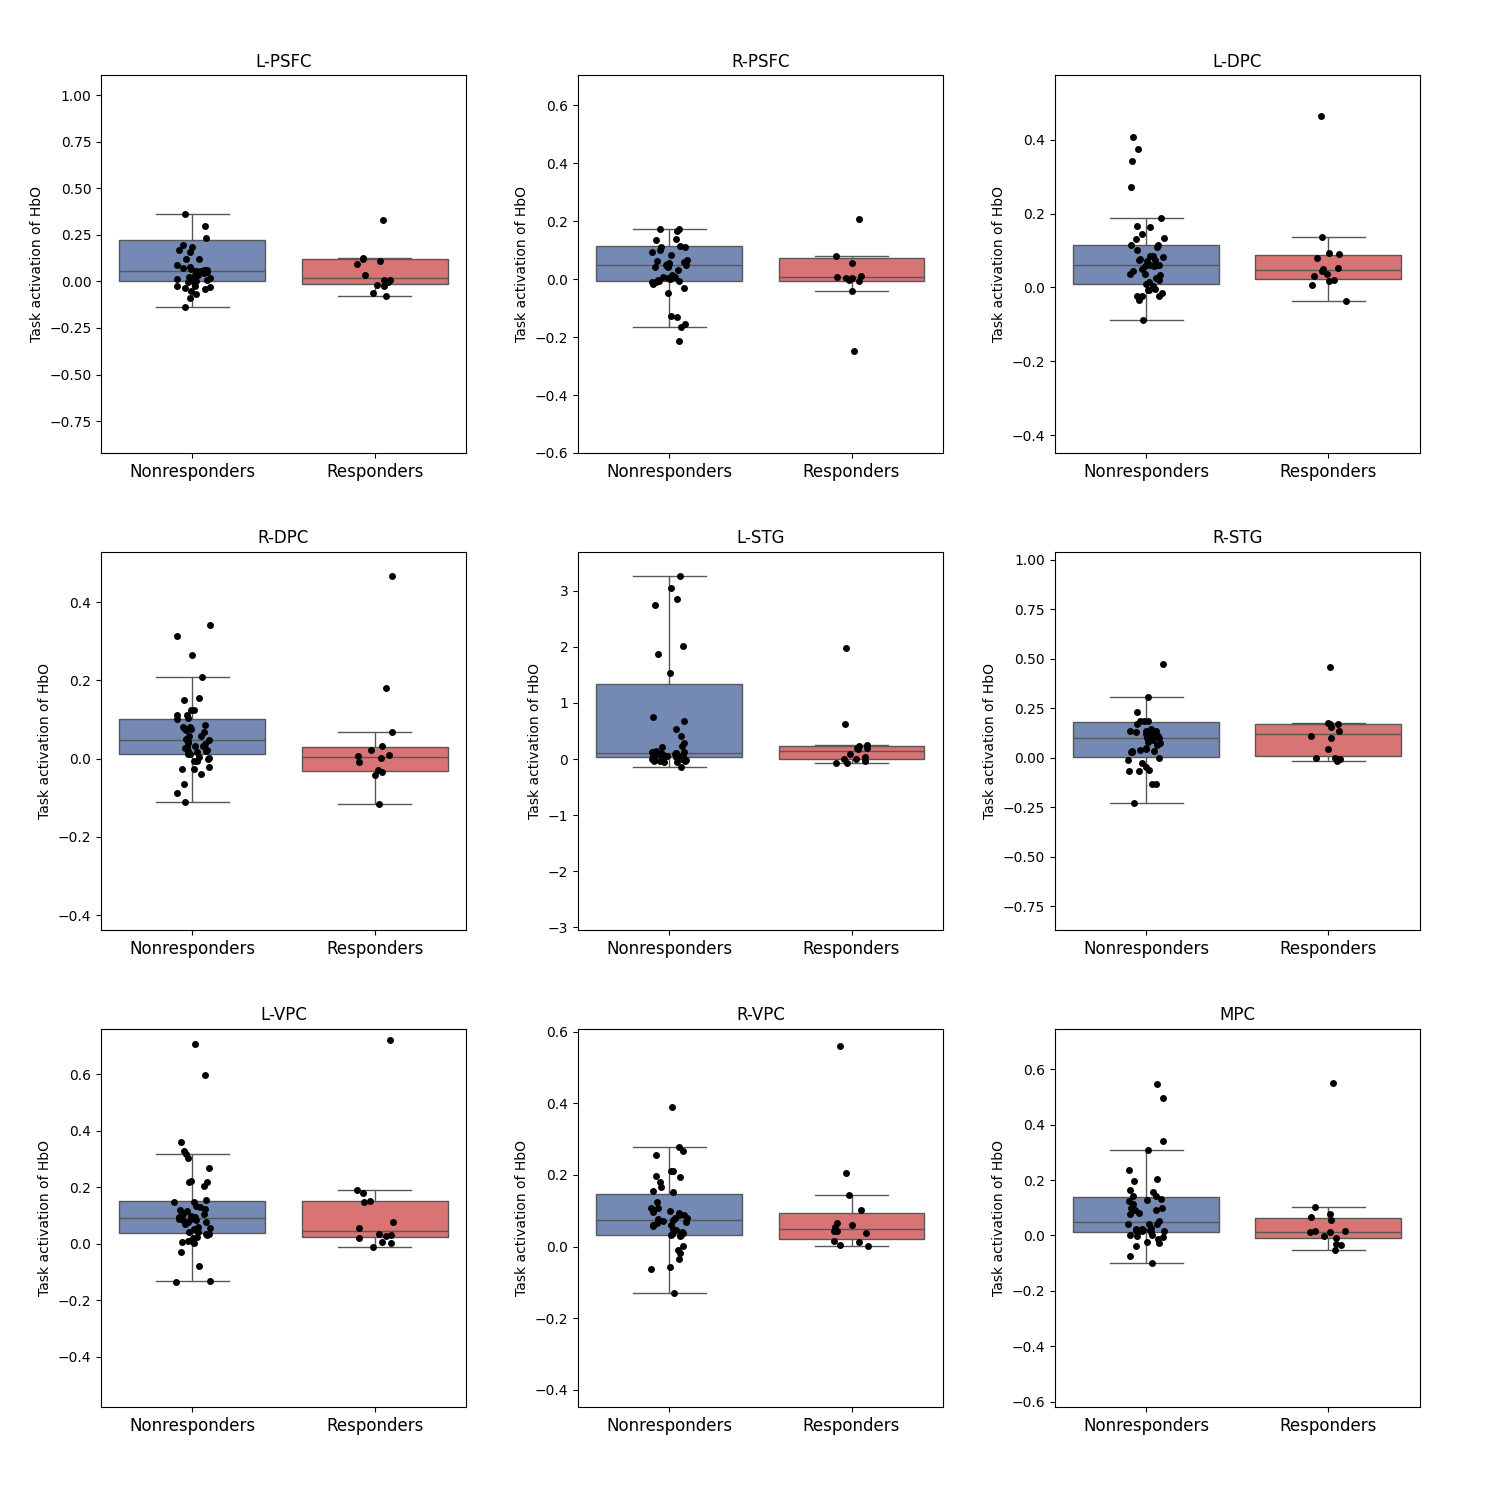 L-PSFC
Task activation of HbO
1.00
0.75
0.50
0.25
0.00
−0.25
−0.50
−0.75
Nonresponders Responders
R-PSFC
Task activation of HbO
0.6
0.4
0.2
0.0
−0.2
−0.4
−0.6
Nonresponders Responders
L-DPC
Task activation of HbO
0.4
0.2
0.0
−0.2
−0.4
Nonresponders Responders
R-DPC
Task activation of HbO
0.4
0.2
0.0
−0.2
−0.4
Nonresponders Responders
L-STG
Task activation of HbO
3
2
1
0
−1
−2
−3
Nonresponders Responders
R-STG
Task activation of HbO
1.00
0.75
0.50
0.25
0.00
−0.25
−0.50
−0.75
Nonresponders Responders
L-VPC
Task activation of HbO
0.6
0.4
0.2
0.0
−0.2
−0.4
Nonresponders Responders
R-VPC
Task activation of HbO
0.6
0.4
0.2
0.0
−0.2
−0.4
Nonresponders Responders
MPC
Task activation of HbO
0.6
0.4
0.2
0.0
−0.2
−0.4
−0.6
Nonresponders Responders